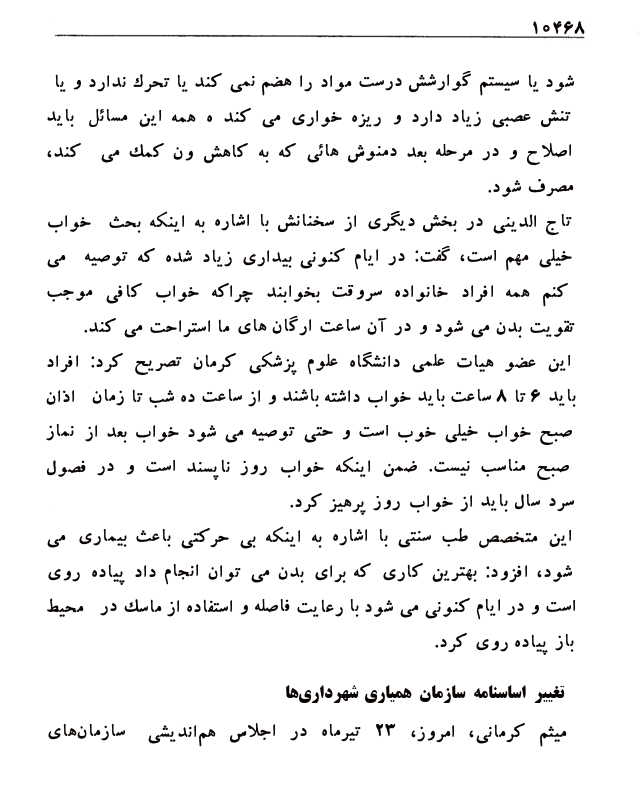 ۱۰۴۶۸
شود یا سیستم گوارشش درست مواد را هضم نمی کند یا تحرك ندارد و یا
تنش عصبی زیاد دارد و ریزه خواری می کند ه همه این مسائل باید
اصلاح و در مرحله بعد دمنوش هائی که به کاهش ون کمك می کند،
مصرف شود.
تاج الدینی در بخش دیگری از سخنانش با اشاره به اینکه بحث خواب
خیلی مهم است، گفت: در ایام کنونی بیداری زیاد شده که توصیه می
کنم همه افراد خانواده سروقت بخوابند چراکه خواب کافی موجب
تقویت بدن می شود و در آن ساعت ارگان های ما استراحت می کند.
این عضو هیات علمی دانشگاه علوم پزشکی کرمان تصریح کرد: افراد
باید ۶ تا ۸ ساعت باید خواب داشته باشند و از ساعت ده شب تا زمان اذان
صبح خواب خیلی خوب است و حتی توصیه می شود خواب بعد از نماز
صبح مناسب نیست. ضمن اینکه خواب روز ناپسند است و در فصول
سرد سال باید از خواب روز پرهیز کرد.
این متخصص طب سنتی با اشاره به اینکه بی حرکتی باعث بیماری می
شود، افزود: بهترین کاری که برای بدن می توان انجام داد پیاده روی
است و در ایام کنونی می شود با رعایت فاصله و استفاده از ماسك در محیط
باز پیاده روی کرد.
تغییر اساسنامه سازمان همیاری شهرداری‌ها
میثم کرمانی، امروز، ۲۳ تیرماه در اجلاس هم‌اندیشی سازمان‌های